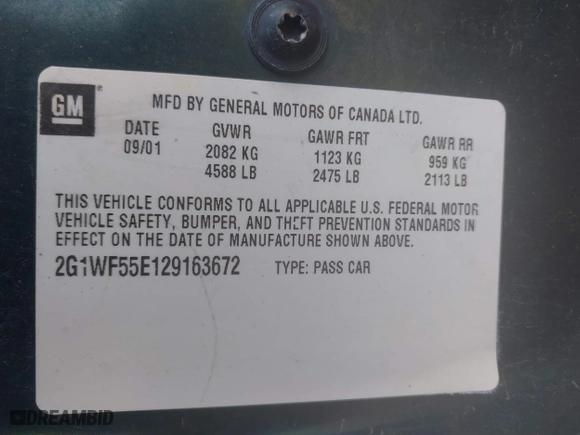 GM
MFD BY GENERAL MOTORS OF CANADA LTD.
DATE GVWR GAWR FRT GAWR RR
09/01 2082 KG 1123 KG 959 KG
4588 LB 2475 LB 2113 LB
THIS VEHICLE CONFORMS TO ALL APPLICABLE U.S. FEDERAL MOTOR
VEHICLE SAFETY, BUMPER, AND THEFT PREVENTION STANDARDS IN
EFFECT ON THE DATE OF MANUFACTURE SHOWN ABOVE.
2G1WF55E129163672 TYPE: PASS CAR
DREAMBID